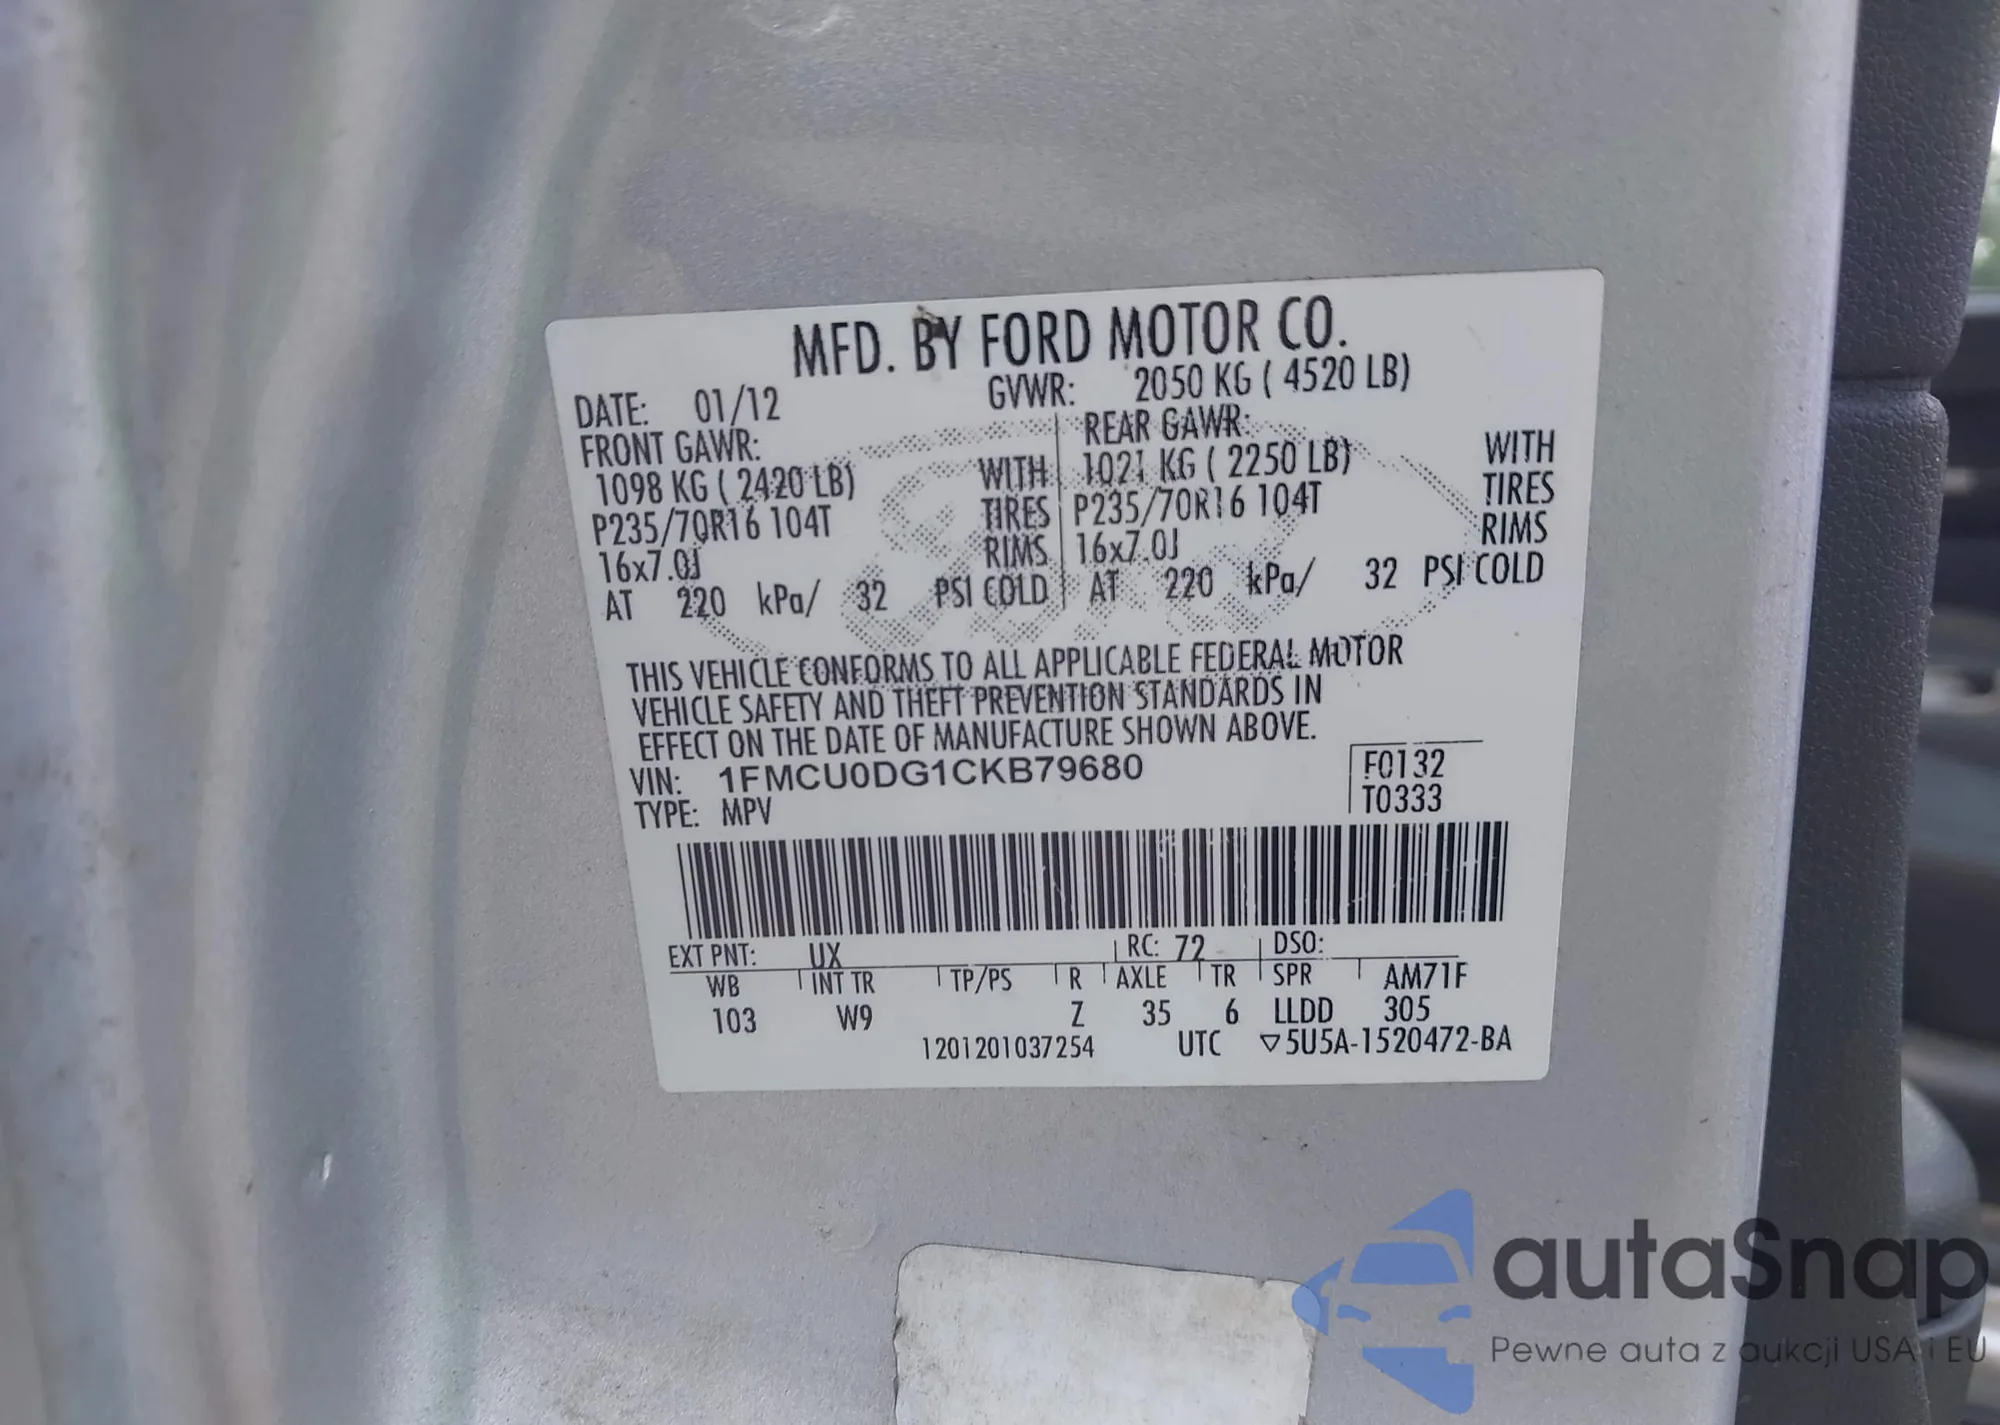 MFD. BY FORD MOTOR CO.
DATE: 01/12 GVWR: 2050 KG ( 4520 LB)
FRONT GAWR: REAR GAWR:
1098 KG ( 2420 LB) WITH 1021 KG ( 2250 LB) WITH
P235/70R16 104T TIRES P235/70R16 104T TIRES
16x7.0J RIMS 16x7.0J RIMS
AT 220 kPa/ 32 PSI COLD AT 220 kPa/ 32 PSI COLD
THIS VEHICLE CONFORMS TO ALL APPLICABLE FEDERAL MOTOR
VEHICLE SAFETY AND THEFT PREVENTION STANDARDS IN
EFFECT ON THE DATE OF MANUFACTURE SHOWN ABOVE.
VIN: 1FMCU0DG1CKB79680 F0132
TYPE: MPV T0333
EXT PNT: UX RC: 72 DSO:
WB INT TR TP/PS R AXLE TR SPR AM71F
103 W9 Z 35 6 LLDD 305
1201201037254 UTC ▽5U5A-1520472-BA
autaSnap
Pewne auta z aukcji USA i EU